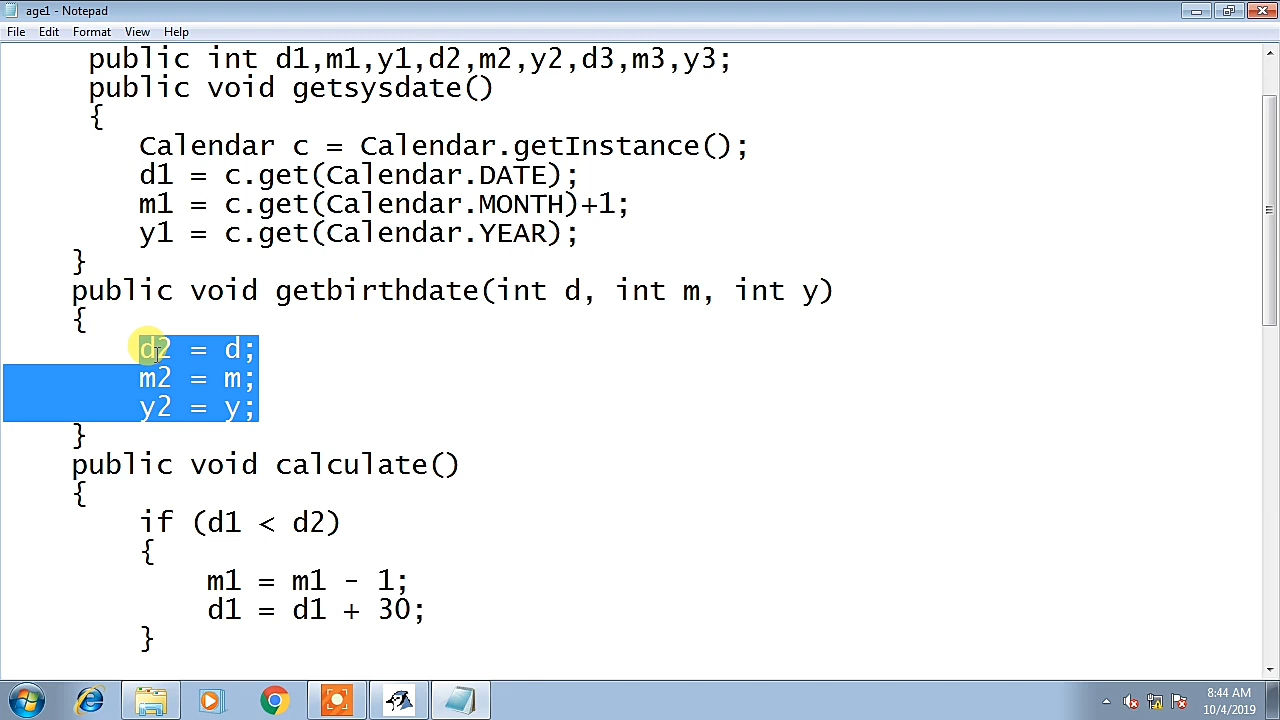 age1 - Notepad
File Edit Format View Help
public int d1,m1,y1,d2,m2,y2,d3,m3,y3;
public void getsysdate()
{
Calendar c = Calendar.getInstance();
d1 = c.get(Calendar.DATE);
m1 = c.get(Calendar.MONTH)+1;
y1 = c.get(Calendar.YEAR);
}
public void getbirthdate(int d, int m, int y)
{
d2 = d;
m2 = m;
y2 = y;
}
public void calculate()
{
if (d1 < d2)
{
m1 = m1 - 1;
d1 = d1 + 30;
}
8:44 AM
10/4/2019